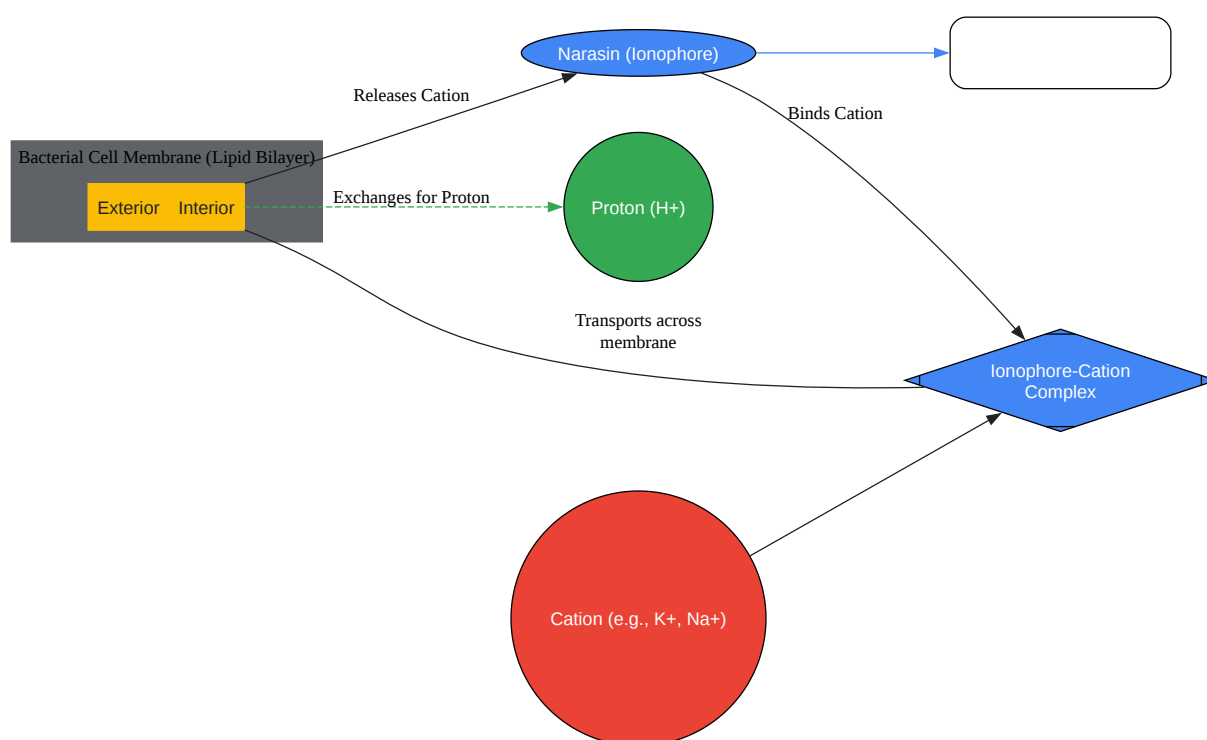 Narasin (Ionophore)
Releases Cation
Binds Cation
Bacterial Cell Membrane (Lipid Bilayer)
Exterior Interior
Exchanges for Proton
Proton (H+)
Transports across
membrane
Ionophore-Cation
Complex
Cation (e.g., K+, Na+)